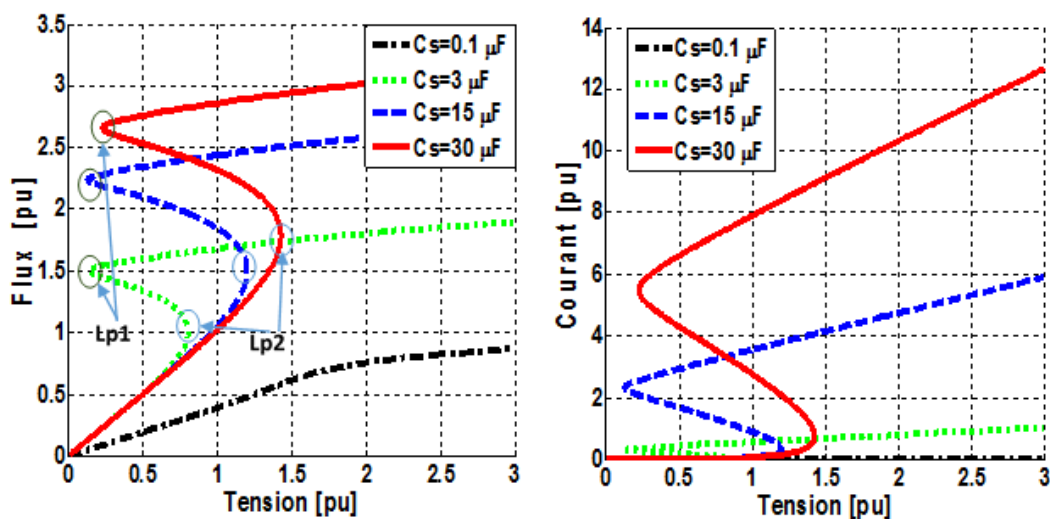 3.5
3
2.5
2
1.5
1
0.5
0
Flux [pu]
0 0.5 1 1.5 2 2.5 3
Tension [pu]
Cs=0.1 µF
Cs=3 µF
Cs=15 µF
Cs=30 µF
Lp1
Lp2
14
12
10
8
6
4
2
0
Courant [pu]
0 0.5 1 1.5 2 2.5 3
Tension [pu]
Cs=0.1 µF
Cs=3 µF
Cs=15 µF
Cs=30 µF